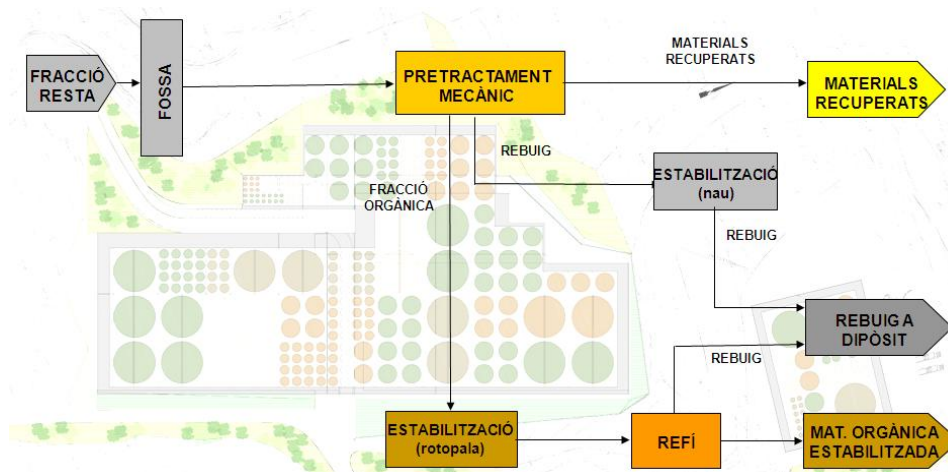 FRACCIÓ
RESTA
FOSSA
PRETRACTAMENT
MECÀNIC
MATERIALS
RECUPERATS
MATERIALS
RECUPERATS
REBUIG
FRACCIÓ
ORGÀNICA
ESTABILITZACIÓ
(nau)
REBUIG
REBUIG A
DIPÒSIT
REBUIG
ESTABILITZACIÓ
(rotopala)
REFÍ
MAT. ORGÀNICA
ESTABILITZADA